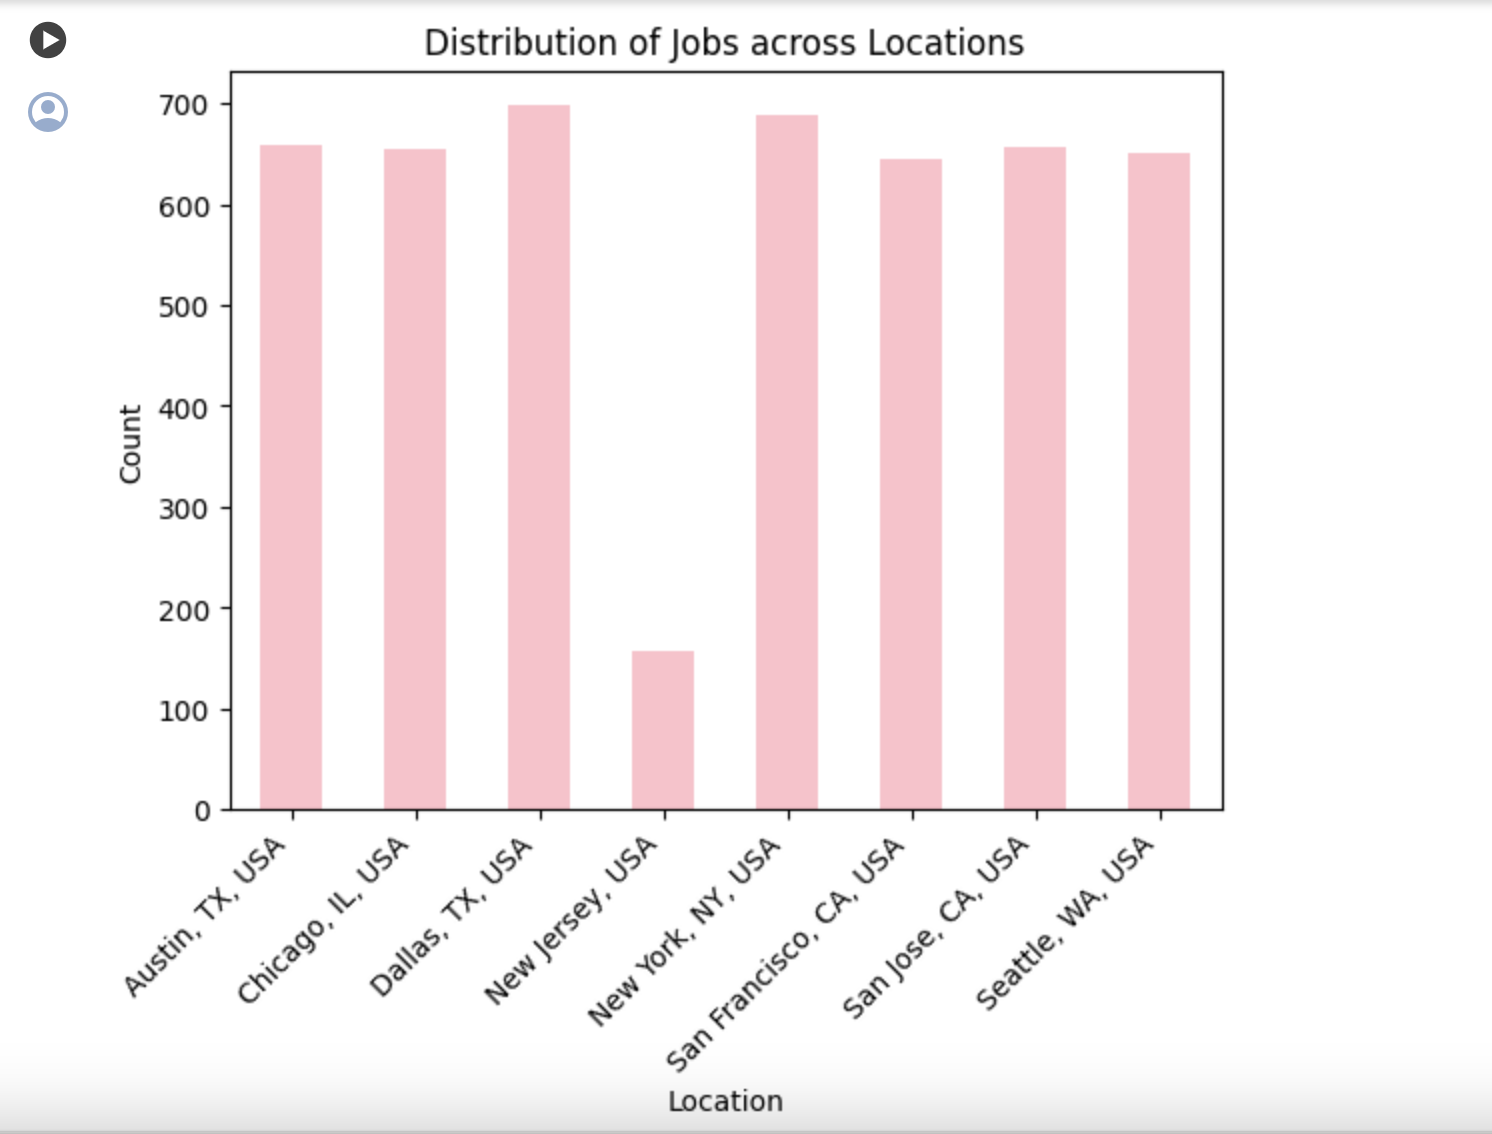 Distribution of Jobs across Locations
700
600
500
400
300
200
100
0
Count
Austin, TX, USA
Chicago, IL, USA
Dallas, TX, USA
New Jersey, USA
New York, NY, USA
San Francisco, CA, USA
San Jose, CA, USA
Seattle, WA, USA
Location